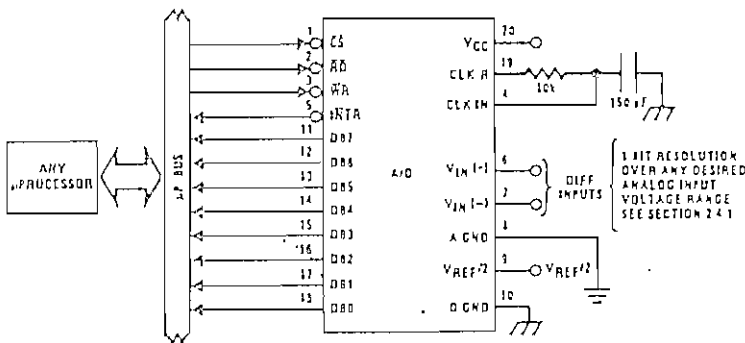 ANY
µPROCESSOR
µP BUS
1 CS
2 RD
3 WR
5 INTR
11 DB7
12 DB6
13 DB5
14 DB4
15 DB3
16 DB2
17 DB1
18 DB0
A/D
VCC 20
CLK R 19
10k
150 pF
CLK IN 4
VIN (+) 6
VIN (–) 7
DIFF
INPUTS
8 BIT RESOLUTION
OVER ANY DESIRED
ANALOG INPUT
VOLTAGE RANGE
SEE SECTION 2.4.1
A GND 8
VREF/2 9 VREF/2
D GND 10